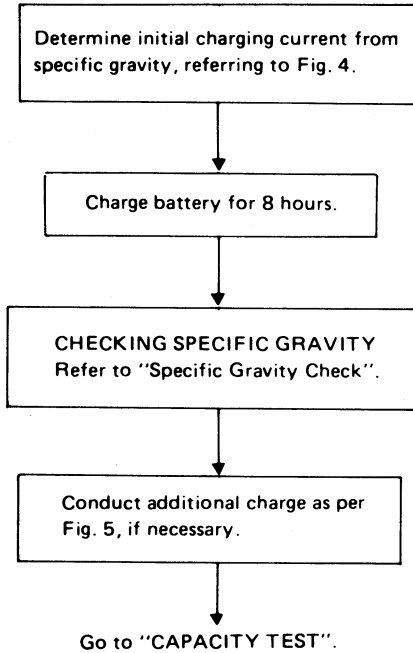 Determine initial charging current from
specific gravity, referring to Fig. 4.
Charge battery for 8 hours.
CHECKING SPECIFIC GRAVITY
Refer to "Specific Gravity Check".
Conduct additional charge as per
Fig. 5, if necessary.
Go to "CAPACITY TEST".